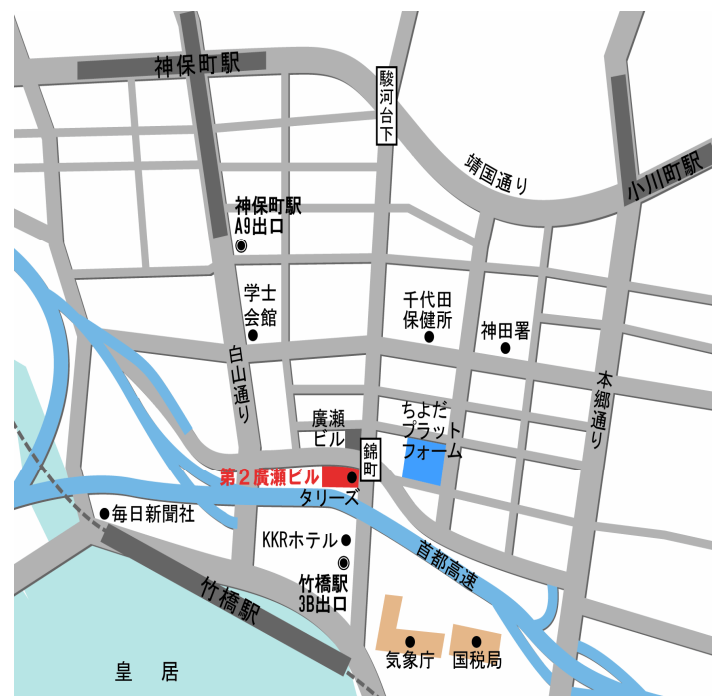 神保町駅
駿河台下
靖国通り
小川町駅
神保町駅
A9出口
学士
会館
千代田
保健所
神田署
白山通り
本郷通り
廣瀬
ビル
錦町
ちよだ
プラット
フォーム
第2廣瀬ビル
タリーズ
毎日新聞社
KKRホテル
首都高速
竹橋駅
3B出口
竹橋駅
気象庁
国税局
皇居